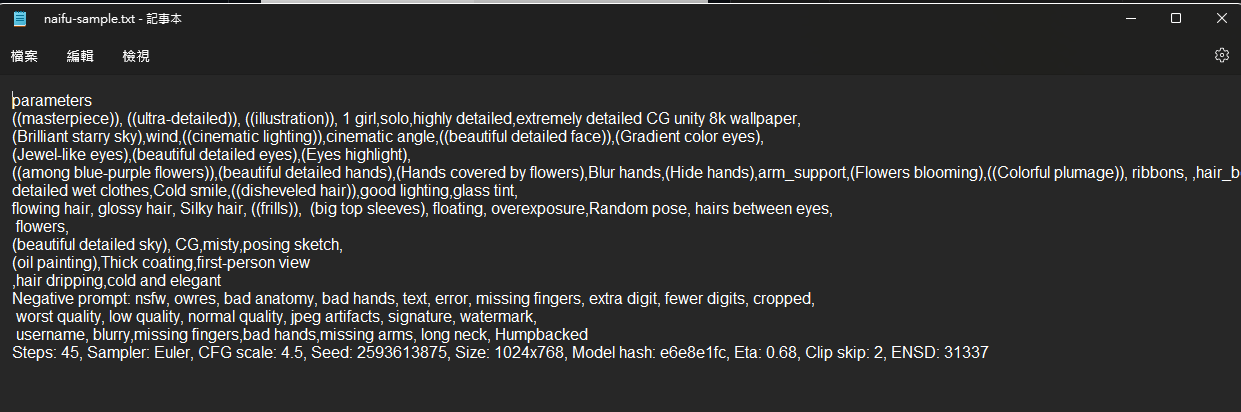 naifu-sample.txt - 記事本
檔案 編輯 檢視
parameters
((masterpiece)), ((ultra-detailed)), ((illustration)), 1 girl,solo,highly detailed,extremely detailed CG unity 8k wallpaper,
(Brilliant starry sky),wind,((cinematic lighting)),cinematic angle,((beautiful detailed face)),(Gradient color eyes),
(Jewel-like eyes),(beautiful detailed eyes),(Eyes highlight),
((among blue-purple flowers)),(beautiful detailed hands),(Hands covered by flowers),Blur hands,(Hide hands),arm_support,(Flowers blooming),((Colorful plumage)), ribbons, ,hair_b
detailed wet clothes,Cold smile,((disheveled hair)),good lighting,glass tint,
flowing hair, glossy hair, Silky hair, ((frills)),  (big top sleeves), floating, overexposure,Random pose, hairs between eyes,
 flowers,
(beautiful detailed sky), CG,misty,posing sketch,
(oil painting),Thick coating,first-person view
,hair dripping,cold and elegant
Negative prompt: nsfw, owres, bad anatomy, bad hands, text, error, missing fingers, extra digit, fewer digits, cropped,
 worst quality, low quality, normal quality, jpeg artifacts, signature, watermark,
 username, blurry,missing fingers,bad hands,missing arms, long neck, Humpbacked
Steps: 45, Sampler: Euler, CFG scale: 4.5, Seed: 2593613875, Size: 1024x768, Model hash: e6e8e1fc, Eta: 0.68, Clip skip: 2, ENSD: 31337